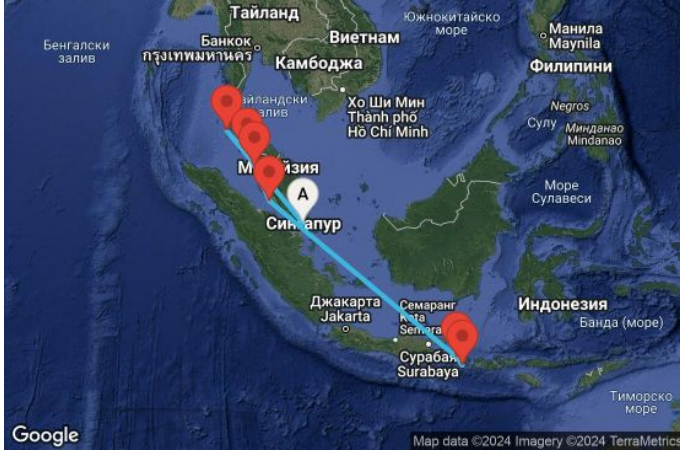 Тайланд
Бенгалски
залив
Банкок
กรุงเทพมหานคร
Виетнам
Камбоджа
Южнокитайско
море
Манила
Maynila
Филипини
Negros
Сулу
Минданао
Mindanao
залив
Хо Ши Мин
Thành phố
Hồ Chí Minh
A
Море
Сулавеси
Джакарта
Jakarta
Семаранг
Kota
Индонезия
Банда (море)
Surabaya
Тиморско
море
Google
Map data ©2024 Imagery ©2024 TerraMetrics